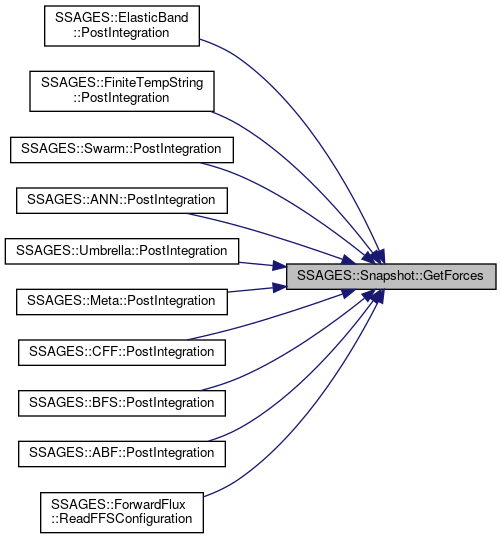 SSAGES::ElasticBand
::PostIntegration
SSAGES::FiniteTempString
::PostIntegration
SSAGES::Swarm::PostIntegration
SSAGES::ANN::PostIntegration
SSAGES::Umbrella::PostIntegration
SSAGES::Snapshot::GetForces
SSAGES::Meta::PostIntegration
SSAGES::CFF::PostIntegration
SSAGES::BFS::PostIntegration
SSAGES::ABF::PostIntegration
SSAGES::ForwardFlux
::ReadFFSConfiguration